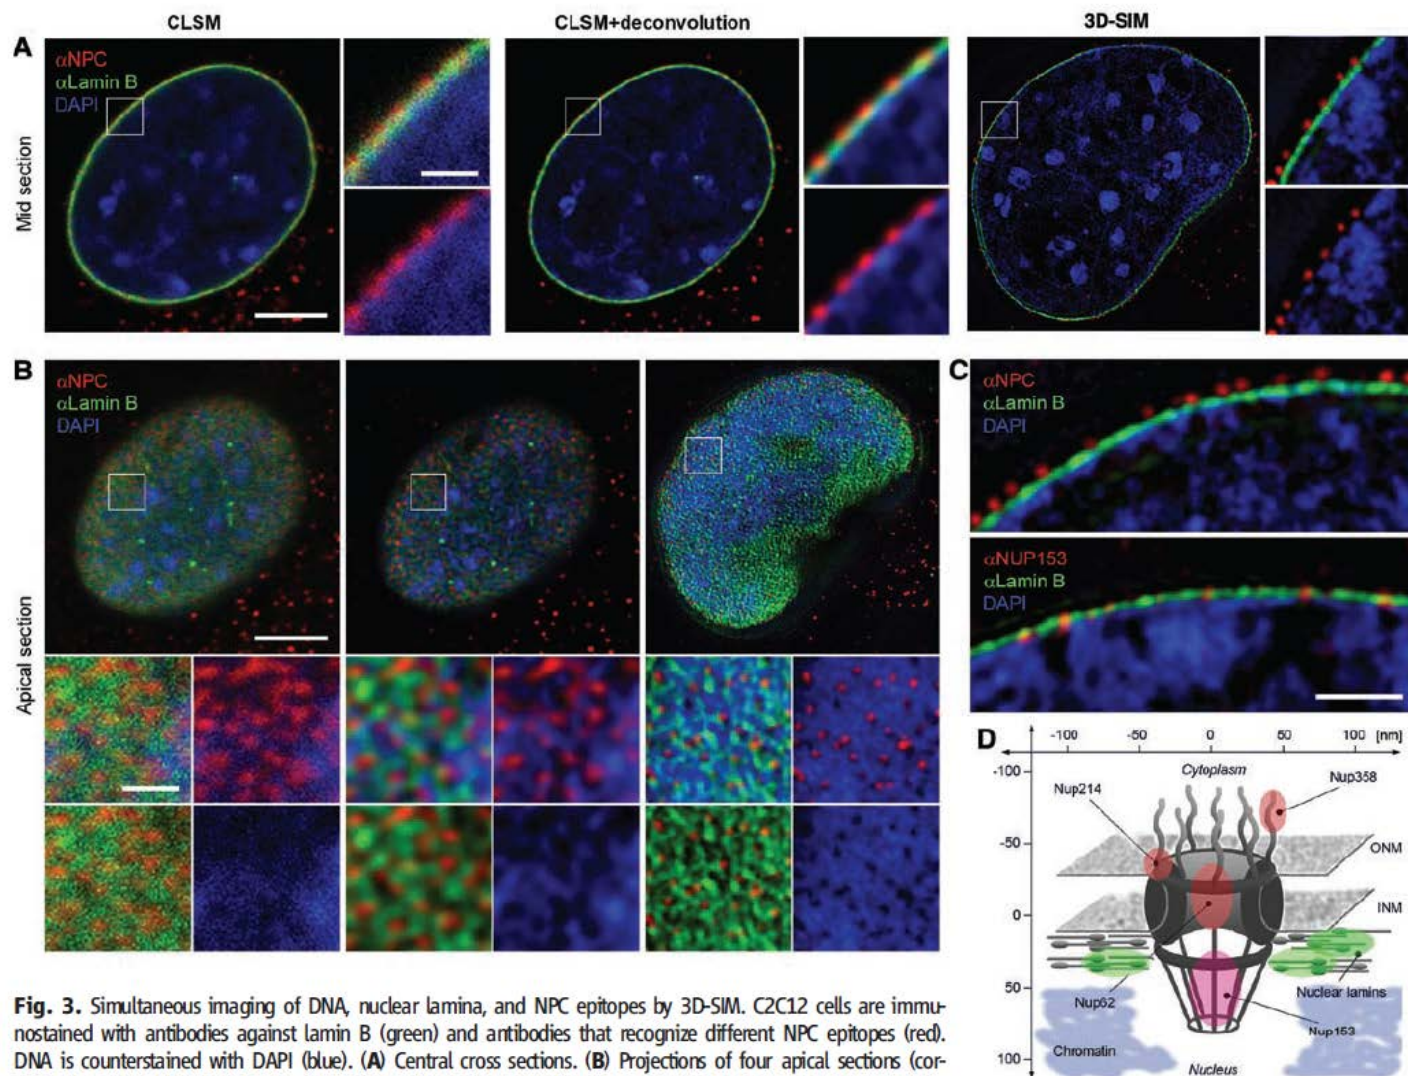 CLSM
CLSM+deconvolution
3D-SIM
A
αNPC
αLamin B
DAPI
Mid section
B
αNPC
αLamin B
DAPI
Apical section
C
αNPC
αLamin B
DAPI
αNUP153
αLamin B
DAPI
D
-100 -50 0 50 100 [nm]
-100
-50
0
50
100
Cytoplasm
Nup214
Nup358
ONM
INM
Nup62
Nuclear lamins
Nup153
Chromatin
Nucleus
Fig. 3. Simultaneous imaging of DNA, nuclear lamina, and NPC epitopes by 3D-SIM. C2C12 cells are immu-
nostained with antibodies against lamin B (green) and antibodies that recognize different NPC epitopes (red).
DNA is counterstained with DAPI (blue). (A) Central cross sections. (B) Projections of four apical sections (cor-